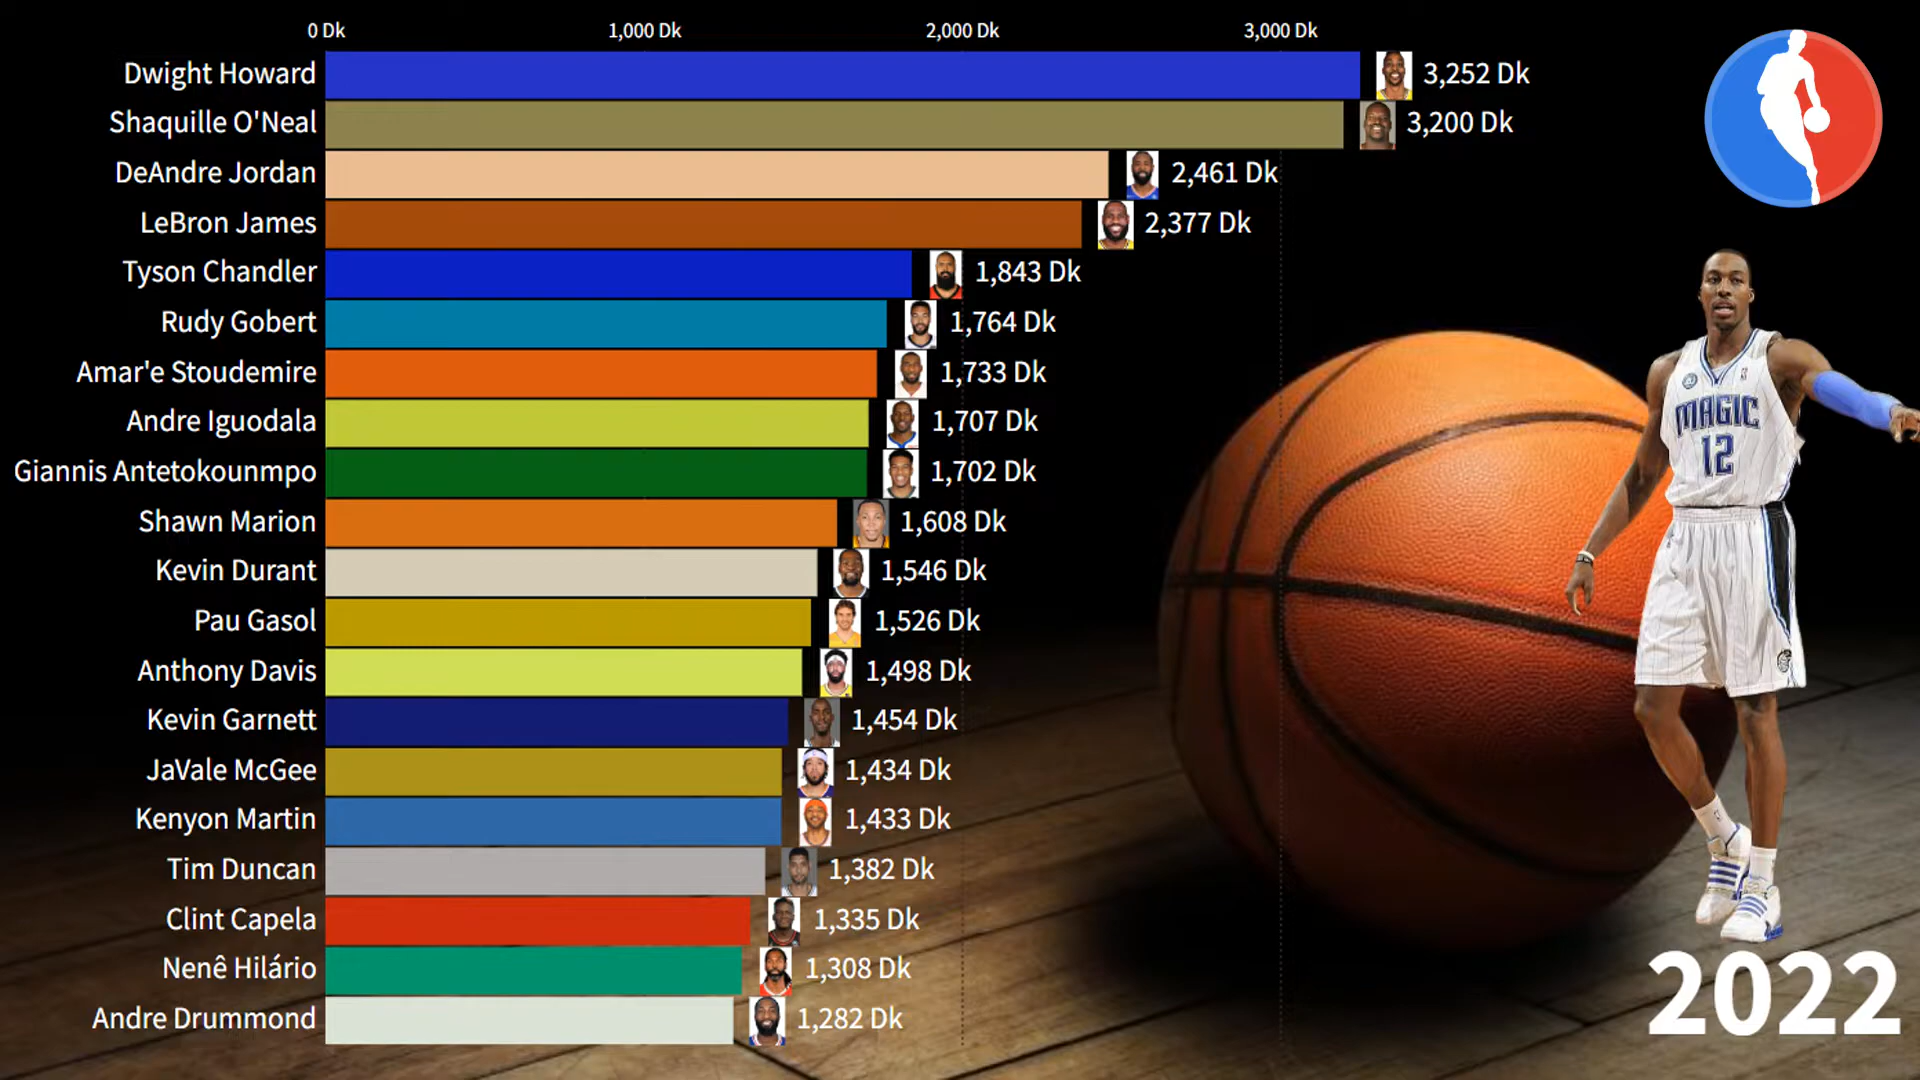 0 Dk 1,000 Dk 2,000 Dk 3,000 Dk
Dwight Howard 3,252 Dk
Shaquille O'Neal 3,200 Dk
DeAndre Jordan 2,461 Dk
LeBron James 2,377 Dk
Tyson Chandler 1,843 Dk
Rudy Gobert 1,764 Dk
Amar'e Stoudemire 1,733 Dk
Andre Iguodala 1,707 Dk
Giannis Antetokounmpo 1,702 Dk
Shawn Marion 1,608 Dk
Kevin Durant 1,546 Dk
Pau Gasol 1,526 Dk
Anthony Davis 1,498 Dk
Kevin Garnett 1,454 Dk
JaVale McGee 1,434 Dk
Kenyon Martin 1,433 Dk
Tim Duncan 1,382 Dk
Clint Capela 1,335 Dk
Nenê Hilário 1,308 Dk
Andre Drummond 1,282 Dk
MAGIC
12
2022